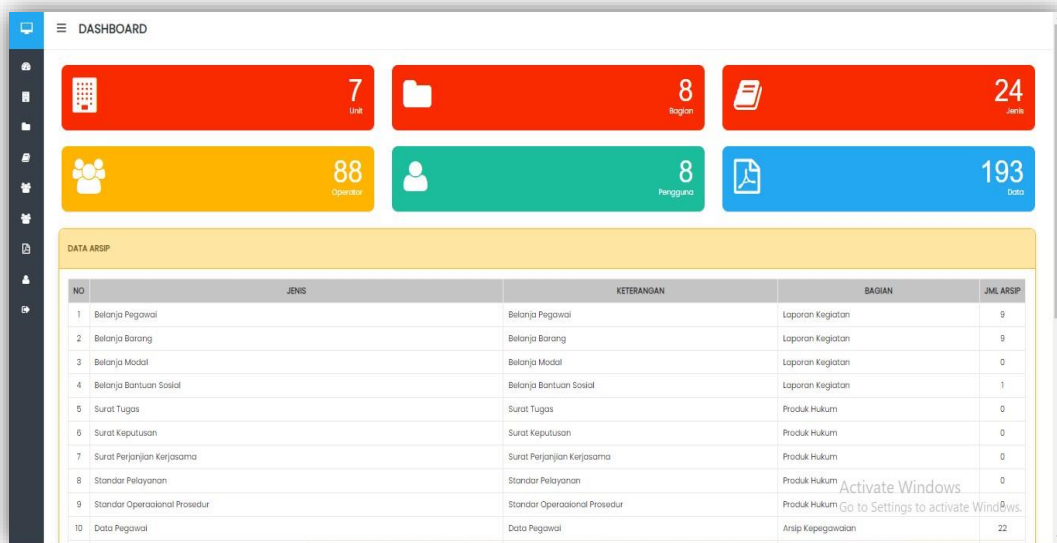 DASHBOARD
7
Unit
8
Bagian
24
Jenis
88
Operator
8
Pengguna
193
Data
DATA ARSIP
NO JENIS KETERANGAN BAGIAN JML ARSIP
1 Belanja Pegawai Belanja Pegawai Laporan Kegiatan 9
2 Belanja Barang Belanja Barang Laporan Kegiatan 9
3 Belanja Modal Belanja Modal Laporan Kegiatan 0
4 Belanja Bantuan Sosial Belanja Bantuan Sosial Laporan Kegiatan 1
5 Surat Tugas Surat Tugas Produk Hukum 0
6 Surat Keputusan Surat Keputusan Produk Hukum 0
7 Surat Perjanjian Kerjasama Surat Perjanjian Kerjasama Produk Hukum 0
8 Standar Pelayanan Standar Pelayanan Produk Hukum 0
Activate Windows
9 Standar Operaqional Prosedur Standar Operaqional Prosedur Produk Hukum
Go to Settings to activate Windows.
10 Data Pegawai Data Pegawai Arsip Kepegawaian 22